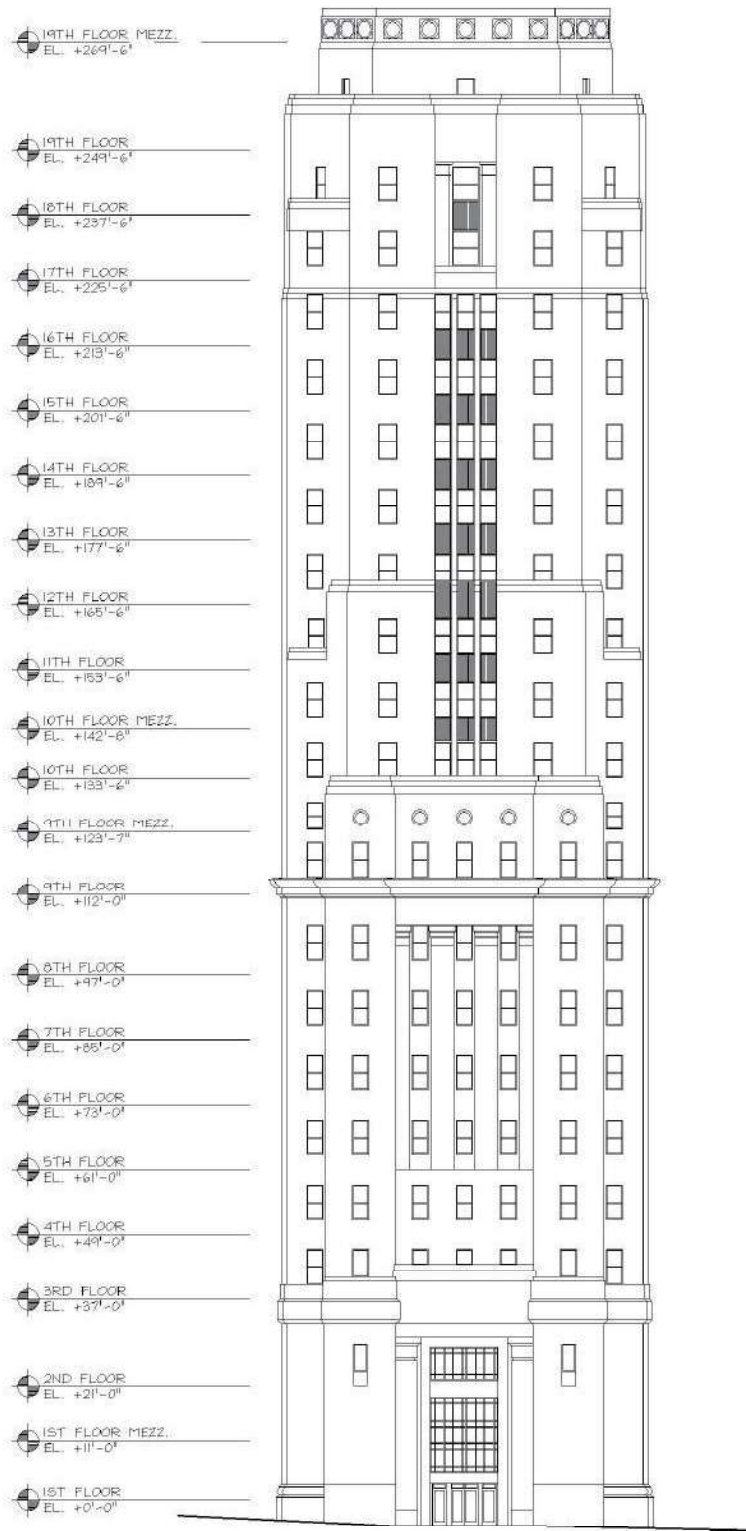 19TH FLOOR MEZZ.
EL. +269'-6"
19TH FLOOR
EL. +249'-6"
18TH FLOOR
EL. +237'-6"
17TH FLOOR
EL. +225'-6"
16TH FLOOR
EL. +213'-6"
15TH FLOOR
EL. +201'-6"
14TH FLOOR
EL. +189'-6"
13TH FLOOR
EL. +177'-6"
12TH FLOOR
EL. +165'-6"
11TH FLOOR
EL. +153'-6"
10TH FLOOR MEZZ.
EL. +142'-8"
10TH FLOOR
EL. +133'-6"
9TH FLOOR MEZZ.
EL. +123'-7"
9TH FLOOR
EL. +112'-0"
8TH FLOOR
EL. +97'-0"
7TH FLOOR
EL. +85'-0"
6TH FLOOR
EL. +73'-0"
5TH FLOOR
EL. +61'-0"
4TH FLOOR
EL. +49'-0"
3RD FLOOR
EL. +37'-0"
2ND FLOOR
EL. +21'-0"
1ST FLOOR MEZZ.
EL. +11'-0"
1ST FLOOR
EL. +0'-0"